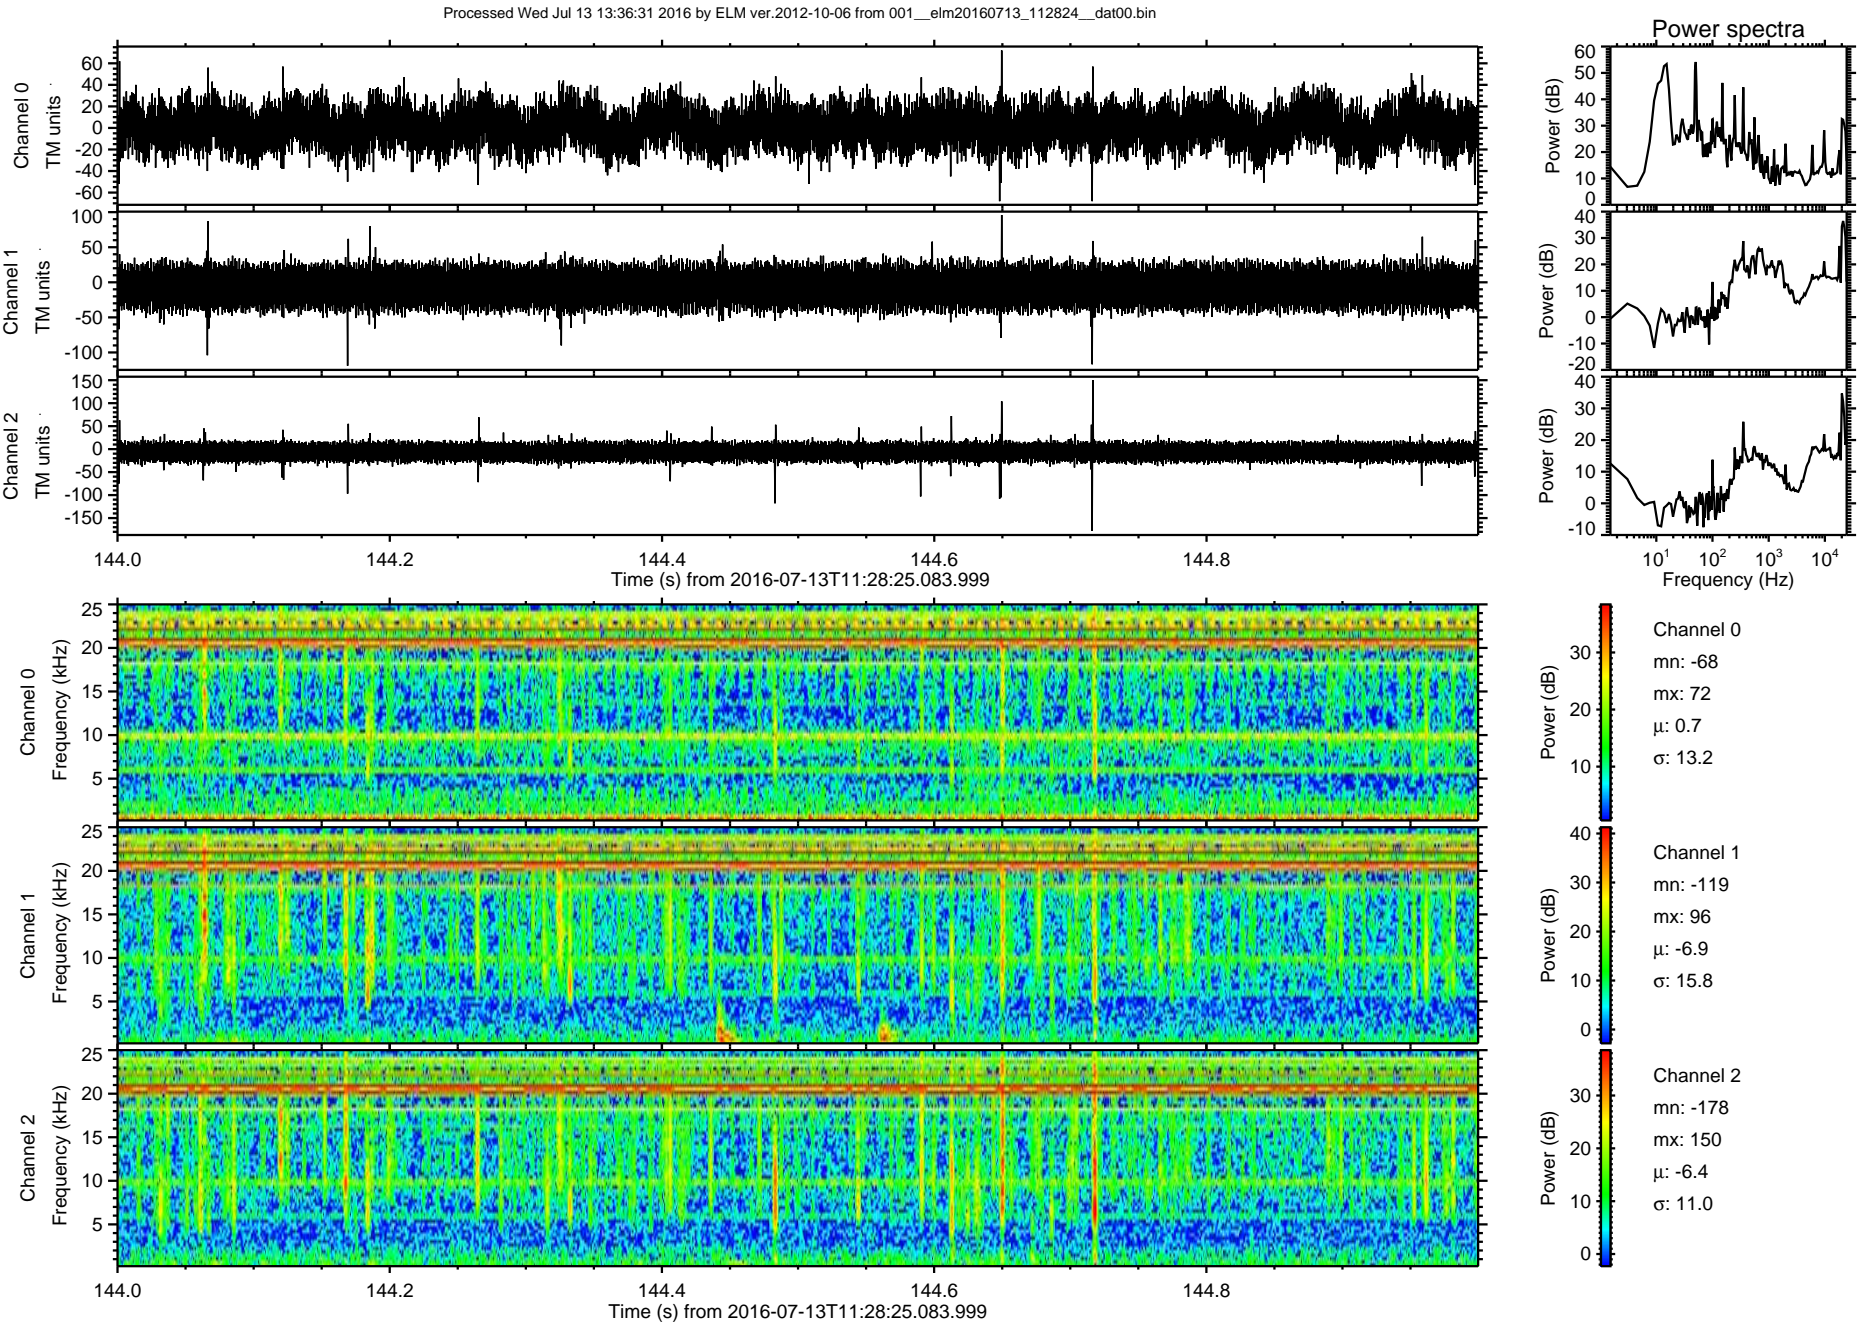 Processed Wed Jul 13 13:36:31 2016 by ELM ver.2012-10-06 from 001__elm20160713_112824__dat00.bin
Power spectra
Channel 0
TM units
60
40
20
0
-20
-40
-60
Power (dB)
60
50
40
30
20
10
0
Channel 1
TM units
100
50
0
-50
-100
Power (dB)
40
30
20
10
0
-10
-20
Channel 2
TM units
150
100
50
0
-50
-100
-150
Power (dB)
40
30
20
10
0
-10
144.0 144.2 144.4 144.6 144.8
Time (s) from 2016-07-13T11:28:25.083.999
10^1 10^2 10^3 10^4
Frequency (Hz)
Channel 0
Frequency (kHz)
25
20
15
10
5
Power (dB)
30
20
10
Channel 0
mn: -68
mx: 72
μ: 0.7
σ: 13.2
Channel 1
Frequency (kHz)
25
20
15
10
5
Power (dB)
40
30
20
10
0
Channel 1
mn: -119
mx: 96
μ: -6.9
σ: 15.8
Channel 2
Frequency (kHz)
25
20
15
10
5
Power (dB)
30
20
10
0
Channel 2
mn: -178
mx: 150
μ: -6.4
σ: 11.0
144.0 144.2 144.4 144.6 144.8
Time (s) from 2016-07-13T11:28:25.083.999